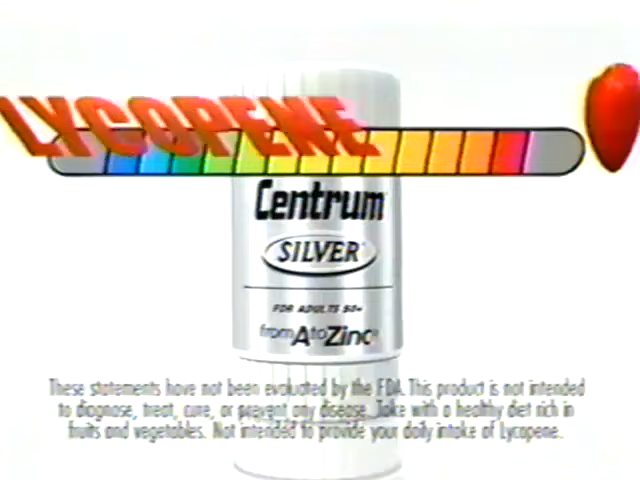 LYCOPENE
Centrum
SILVER
FOR ADULTS 50+
from A to Zinc®
These statements have not been evaluated by the FDA. This product is not intended
to diagnose, treat, cure, or prevent any disease. Take with a healthy diet rich in
fruits and vegetables. Not intended to provide your daily intake of Lycopene.